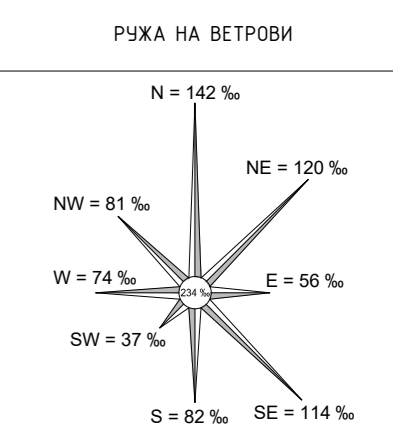 РУЖА НА ВЕТРОВИ
N = 142 ‰
NE = 120 ‰
NW = 81 ‰
W = 74 ‰
E = 56 ‰
234 ‰
SW = 37 ‰
S = 82 ‰
SE = 114 ‰